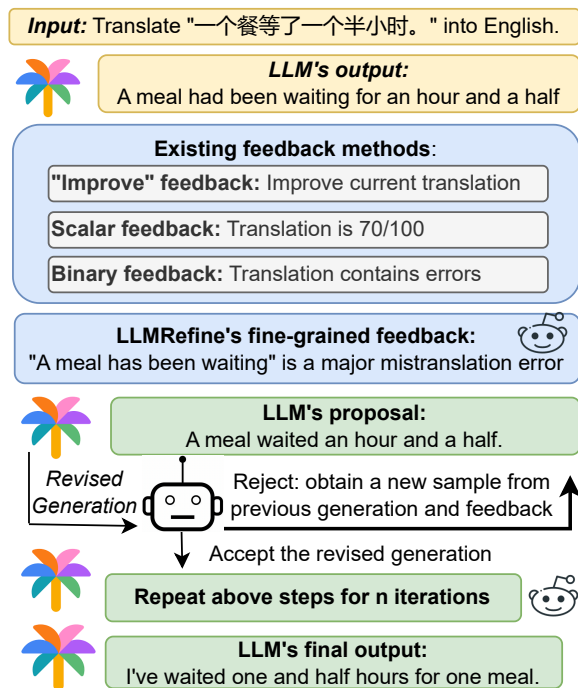 Input: Translate "一个餐等了一个半小时。" into English.
LLM's output:
A meal had been waiting for an hour and a half
Existing feedback methods:
"Improve" feedback: Improve current translation
Scalar feedback: Translation is 70/100
Binary feedback: Translation contains errors
LLMRefine's fine-grained feedback:
"A meal has been waiting" is a major mistranslation error
LLM's proposal:
A meal waited an hour and a half.
Revised
Generation
Reject: obtain a new sample from
previous generation and feedback
Accept the revised generation
Repeat above steps for n iterations
LLM's final output:
I've waited one and half hours for one meal.